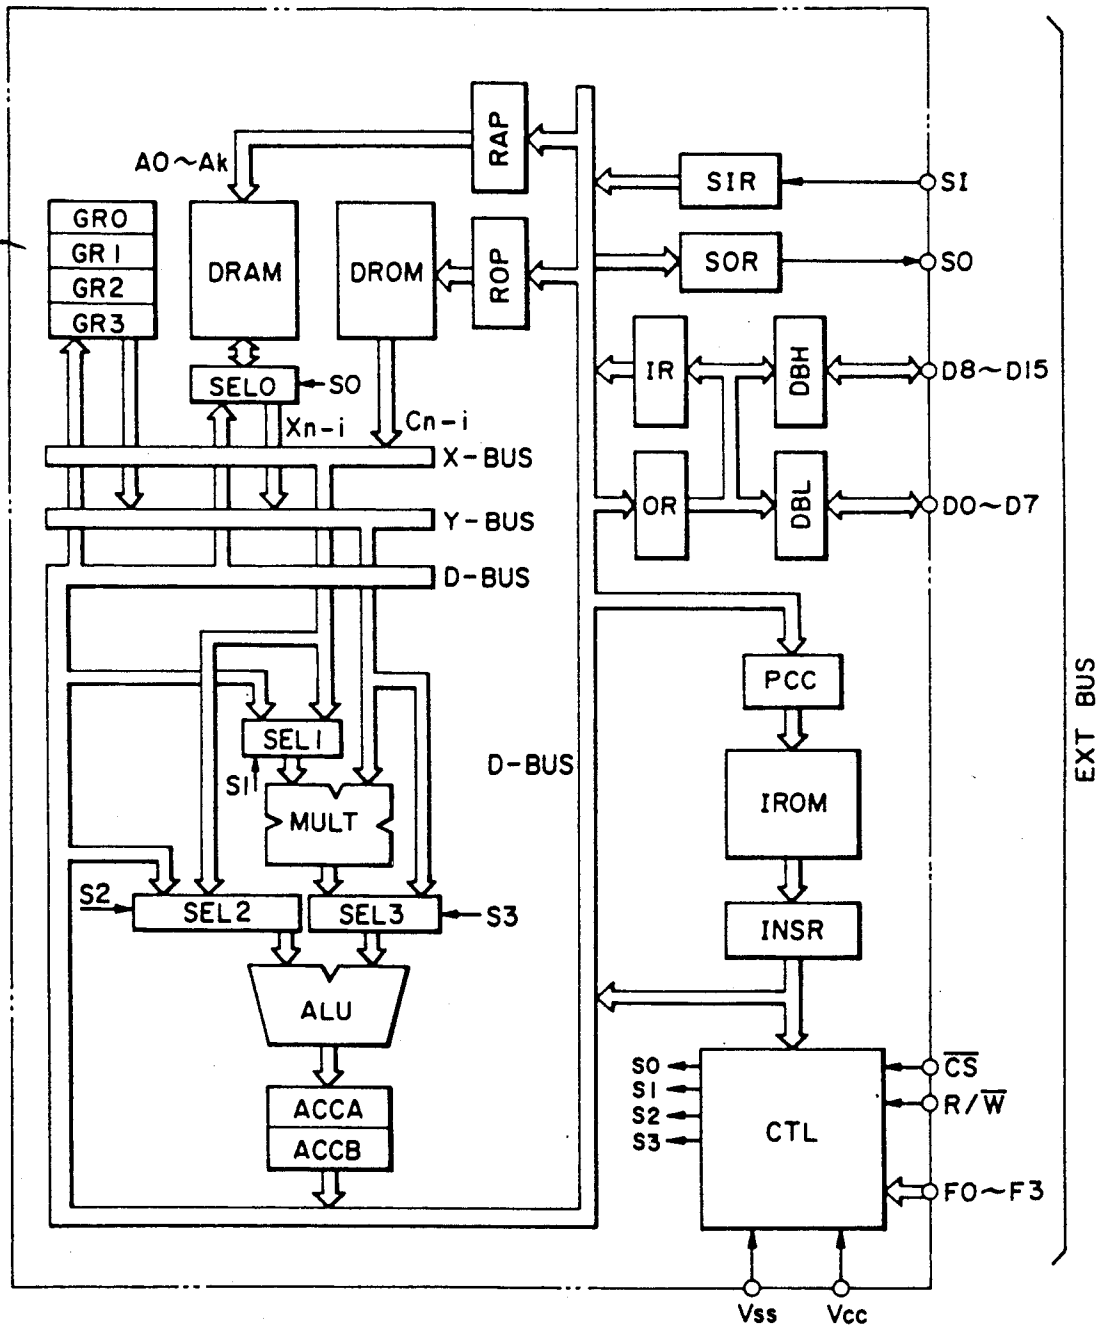 RAP
A0~Ak
SIR
SI
GR0
GR1
GR2
GR3
DRAM
DROM
ROP
SOR
SO
SEL0
S0
IR
DBH
D8~D15
Xn-i
Cn-i
X-BUS
OR
DBL
D0~D7
Y-BUS
D-BUS
PCC
SEL1
S1
D-BUS
EXT BUS
MULT
IROM
S2
SEL2
SEL3
S3
INSR
ALU
S0
S1
S2
S3
CTL
CS
R/W
ACCA
ACCB
F0~F3
Vss
Vcc